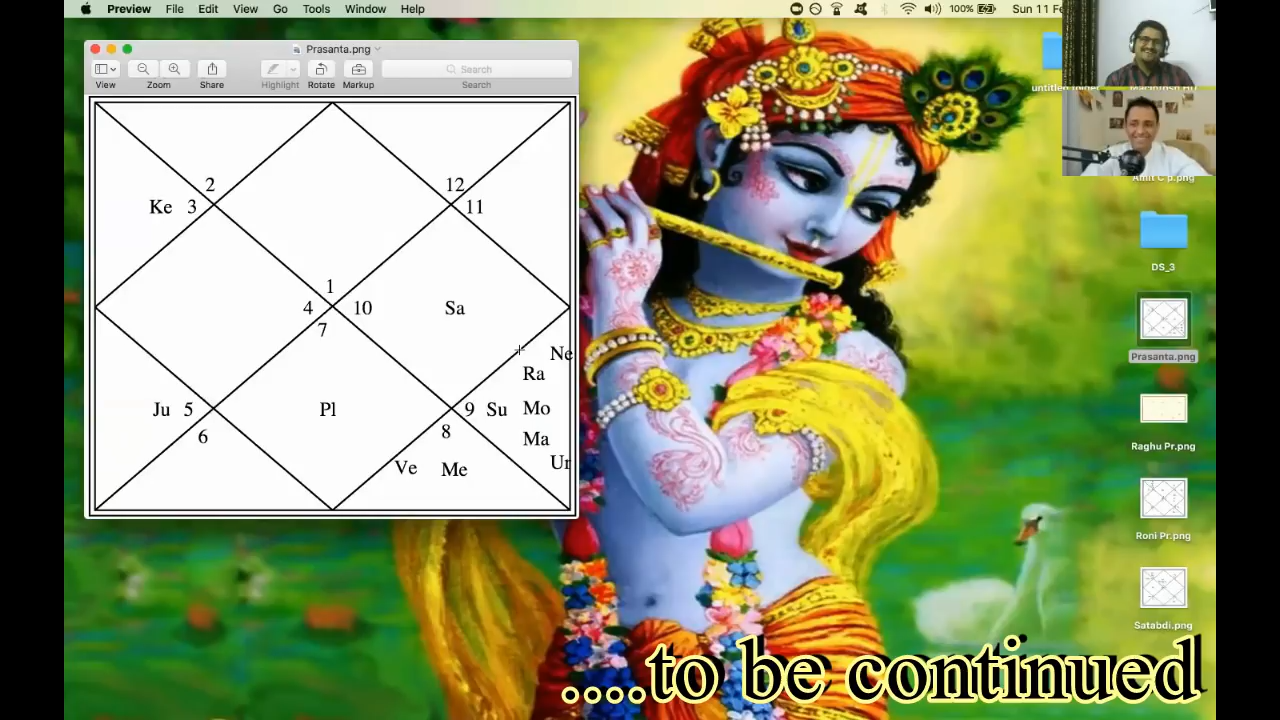 Preview File Edit View Go Tools Window Help 100% Sun 11 Fe
Prasanta.png
Search
View Zoom Share Highlight Rotate Markup Search
2 12
Ke 3 11
1
4 10 Sa
7
Ne
Ra
Ju 5 Pl 9 Su Mo
6 8
Ma
Ur
Ve Me
Amit C p.png
DS_3
Prasanta.png
Raghu Pr.png
Roni Pr.png
Satabdi.png
....to be continued